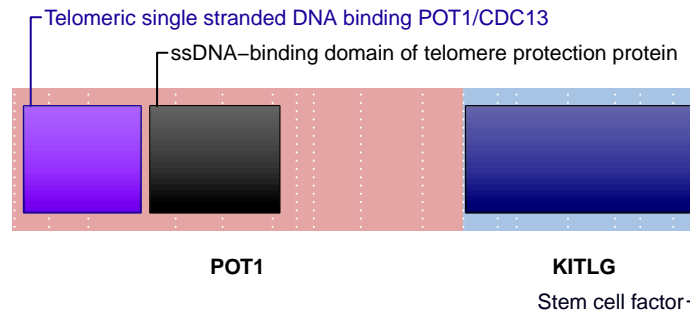 Telomeric single stranded DNA binding POT1/CDC13
ssDNA−binding domain of telomere protection protein
POT1 KITLG
Stem cell factor